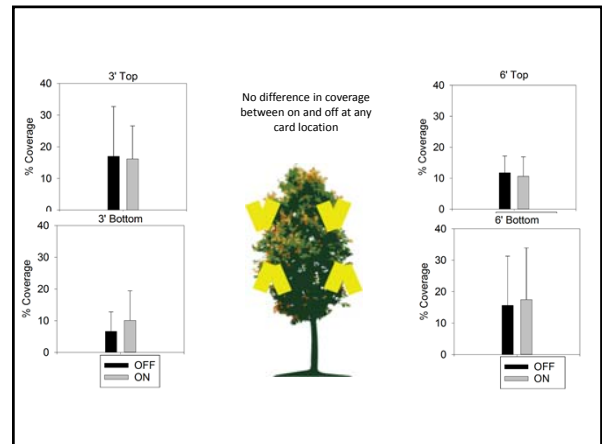 3' Top
40
30
20
10
0
% Coverage
3' Bottom
40
30
20
10
0
% Coverage
OFF
ON
No difference in coverage
between on and off at any
card location
6' Top
40
30
20
10
0
% Coverage
6' Bottom
40
30
20
10
0
% Coverage
OFF
ON